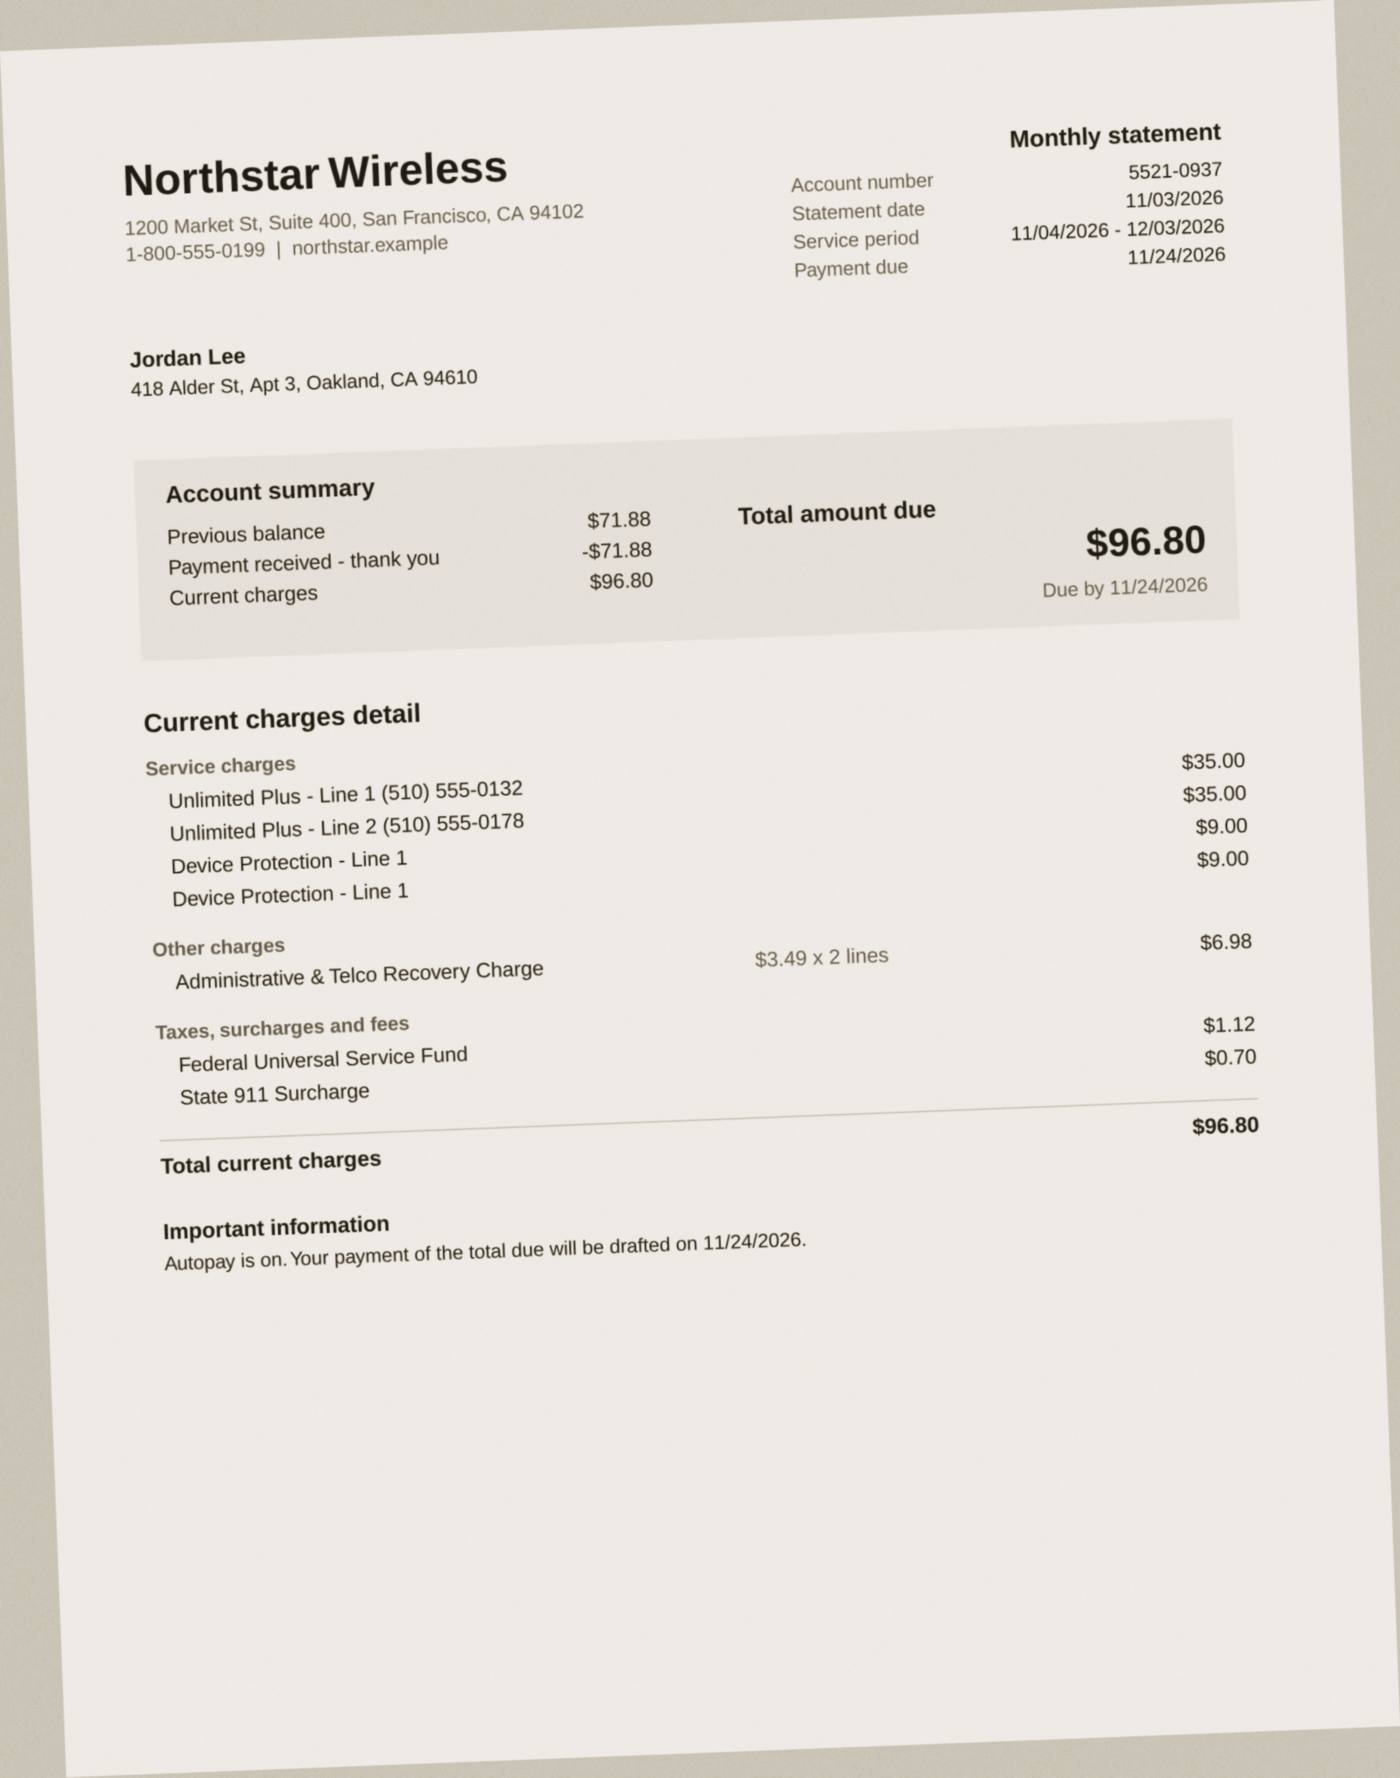 Northstar Wireless
1200 Market St, Suite 400, San Francisco, CA 94102
1-800-555-0199 | northstar.example
Monthly statement
Account number 5521-0937
Statement date 11/03/2026
Service period 11/04/2026 - 12/03/2026
Payment due 11/24/2026
Jordan Lee
418 Alder St, Apt 3, Oakland, CA 94610
Account summary
Previous balance $71.88
Payment received - thank you -$71.88
Current charges $96.80
Total amount due
$96.80
Due by 11/24/2026
Current charges detail
Service charges
Unlimited Plus - Line 1 (510) 555-0132 $35.00
Unlimited Plus - Line 2 (510) 555-0178 $35.00
Device Protection - Line 1 $9.00
Device Protection - Line 1 $9.00
Other charges
Administrative & Telco Recovery Charge $3.49 x 2 lines $6.98
Taxes, surcharges and fees
Federal Universal Service Fund $1.12
State 911 Surcharge $0.70
Total current charges $96.80
Important information
Autopay is on. Your payment of the total due will be drafted on 11/24/2026.